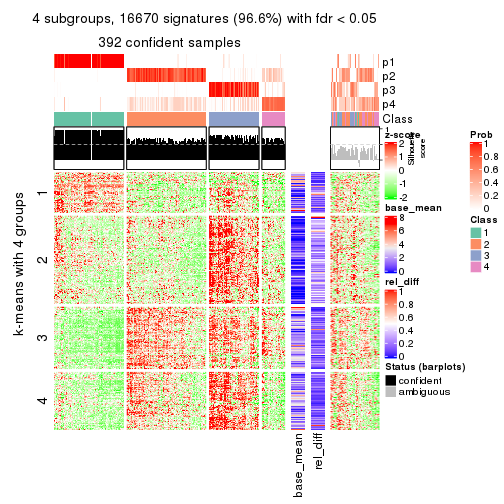 4 subgroups, 16670 signatures (96.6%) with fdr < 0.05
392 confident samples
p1
p2
p3
p4
Class
1
Silhouette
score
z-score
2
1
0
-1
-2
base_mean
8
6
4
2
0
rel_diff
1
0.8
0.6
0.4
0.2
0
Status (barplots)
confident
ambiguous
Prob
1
0.8
0.6
0.4
0.2
0
Class
1
2
3
4
k-means with 4 groups
1
2
3
4
base_mean
rel_diff